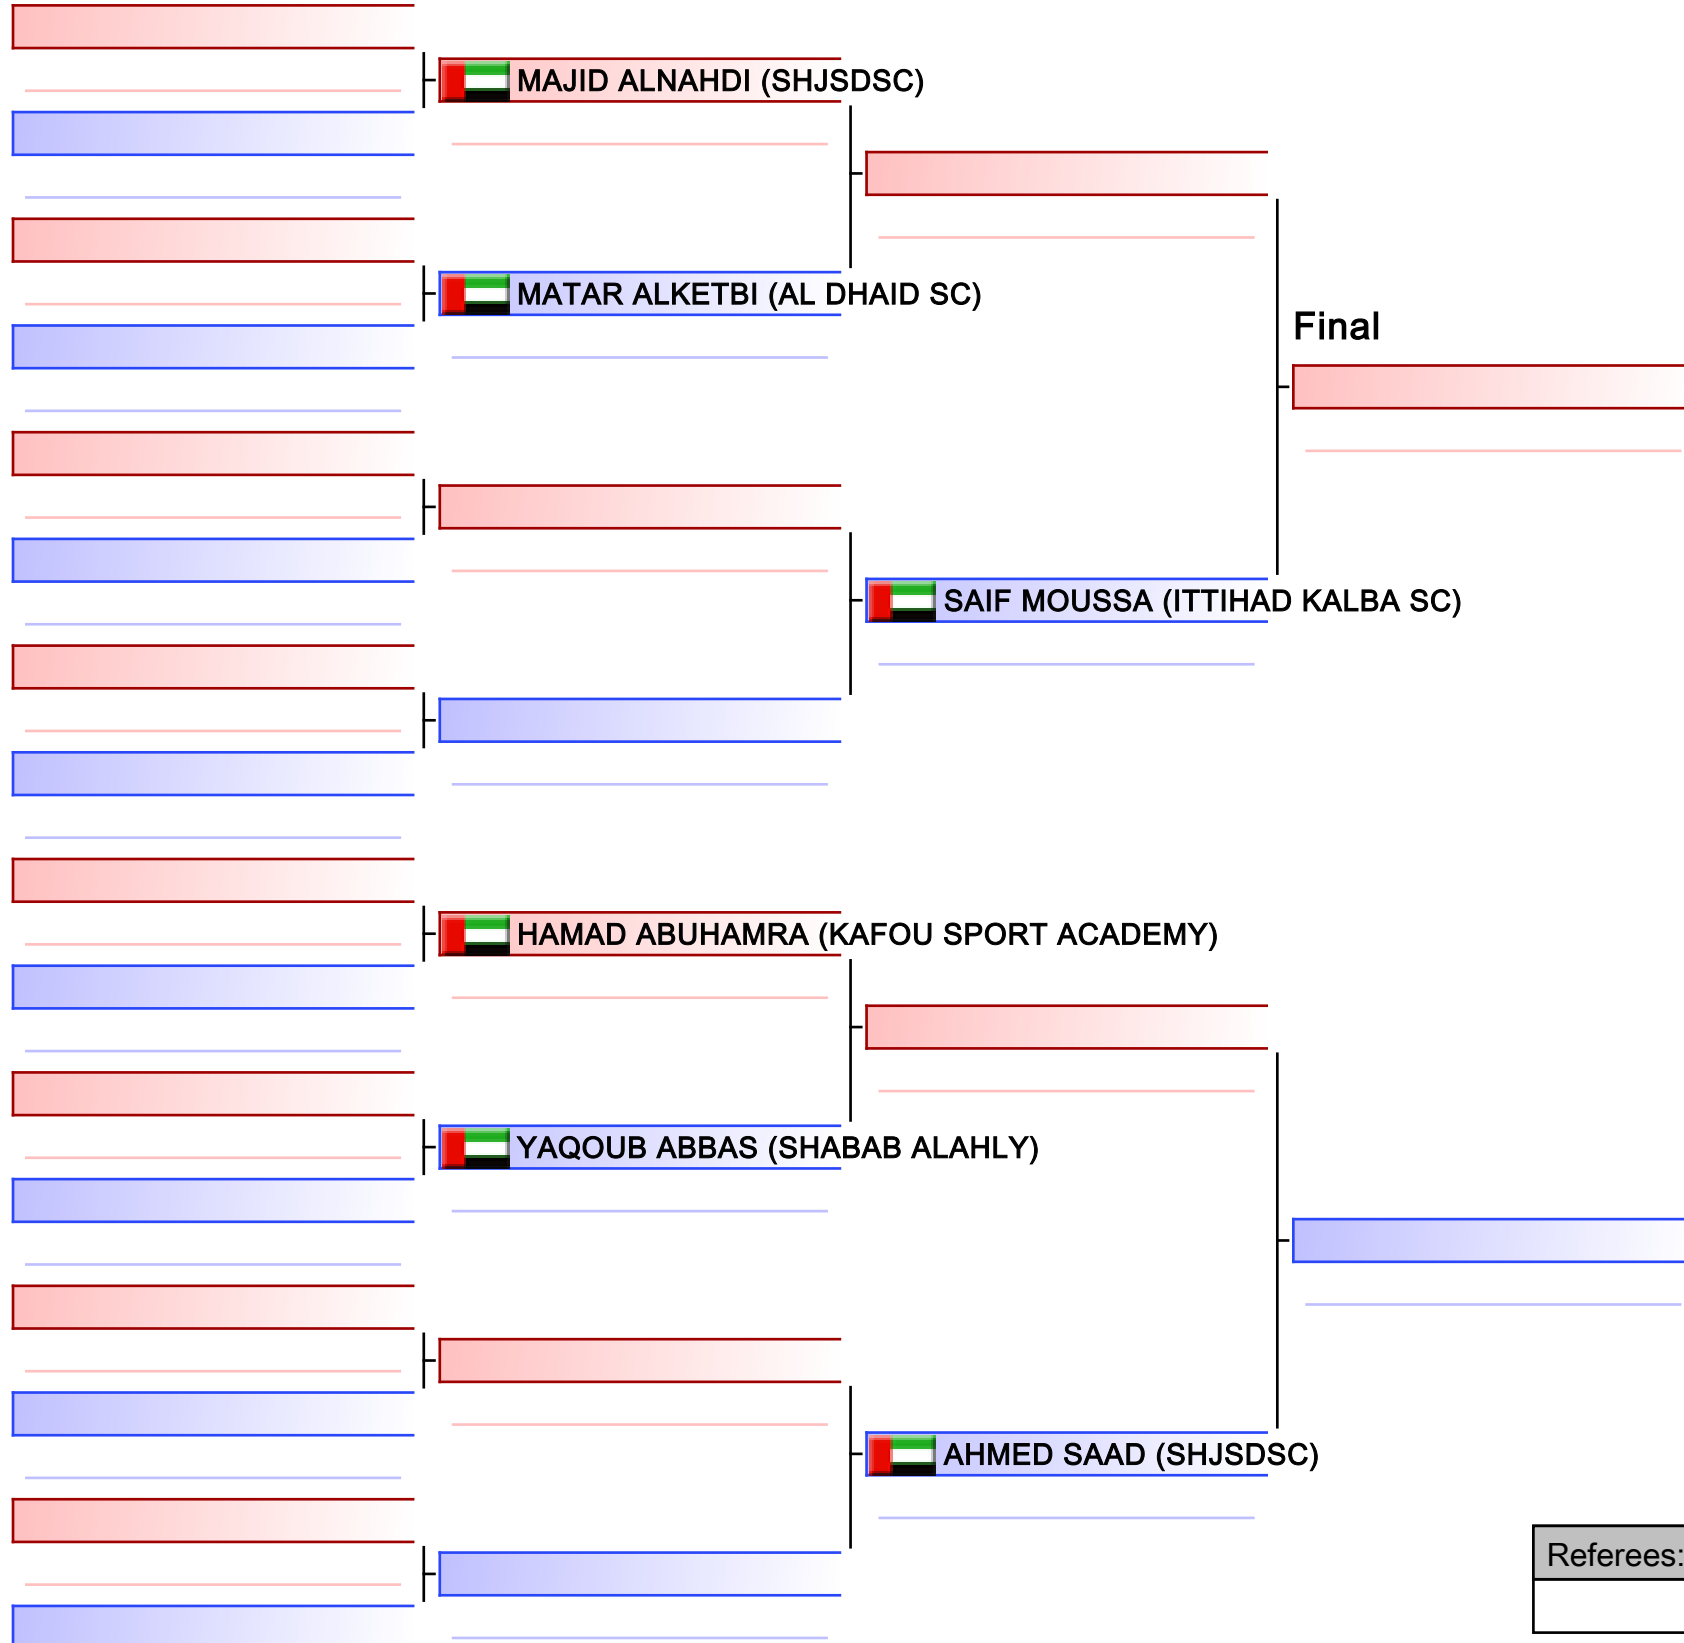 MAJID ALNAHDI (SHJSDSC)
MATAR ALKETBI (AL DHAID SC)
Final
SAIF MOUSSA (ITTIHAD KALBA SC)
HAMAD ABUHAMRA (KAFOU SPORT ACADEMY)
YAQOUB ABBAS (SHABAB ALAHLY)
AHMED SAAD (SHJSDSC)
Referees: